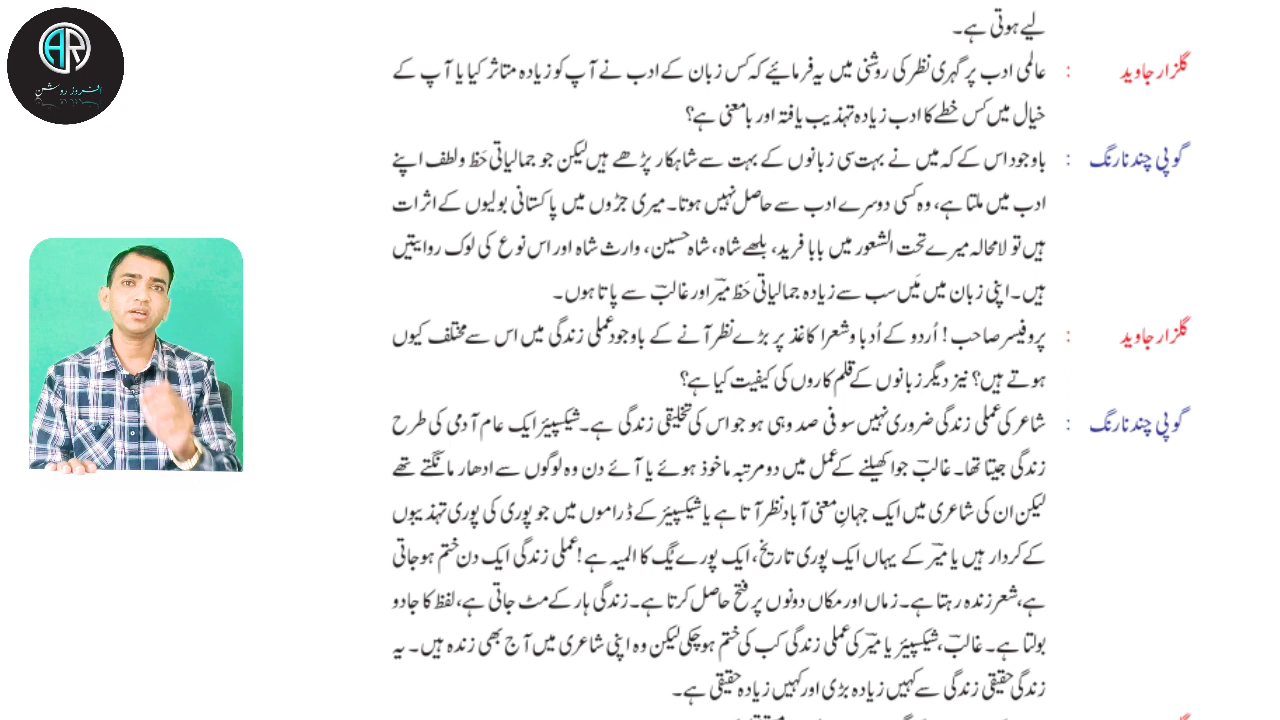 AR
افروز روشن
لیے ہوتی ہے۔
گلزار جاوید : عالمی ادب پر گہری نظر کی روشنی میں یہ فرمائیے کہ کس زبان کے ادب نے آپ کو زیادہ متاثر کیا یا آپ کے
خیال میں کس خطے کا ادب زیادہ تہذیب یافتہ اور بامعنی ہے؟
گوپی چند نارنگ : باوجود اس کے کہ میں نے بہت سی زبانوں کے بہت سے شاہکار پڑھے ہیں لیکن جو جمالیاتی حَظ و لطف اپنے
ادب میں ملتا ہے، وہ کسی دوسرے ادب سے حاصل نہیں ہوتا۔ میری جڑوں میں پاکستانی بولیوں کے اثرات
ہیں تو لامحالہ میرے تحت الشعور میں بابا فرید، بلھے شاہ، شاہ حسین، وارث شاہ اور اس نوع کی لوک روایتیں
ہیں۔ اپنی زبان میں مَیں سب سے زیادہ جمالیاتی حَظ میرؔ اور غالبؔ سے پاتا ہوں۔
گلزار جاوید : پروفیسر صاحب! اُردو کے اُدبا و شعرا کاغذ پر بڑے نظر آنے کے باوجود عملی زندگی میں اس سے مختلف کیوں
ہوتے ہیں؟ نیز دیگر زبانوں کے قلم کاروں کی کیفیت کیا ہے؟
گوپی چند نارنگ : شاعر کی عملی زندگی ضروری نہیں سو فی صد وہی ہو جو اس کی تخلیقی زندگی ہے۔ شیکسپیئر ایک عام آدمی کی طرح
زندگی جیتا تھا۔ غالبؔ جوا کھیلنے کے عمل میں دو مرتبہ ماخوذ ہوئے یا آئے دن وہ لوگوں سے ادھار مانگتے تھے
لیکن ان کی شاعری میں ایک جہانِ معنی آباد نظر آتا ہے یا شیکسپیئر کے ڈراموں میں جو پوری کی پوری تہذیبوں
کے کردار ہیں یا میرؔ کے یہاں ایک پوری تاریخ، ایک پورے یُگ کا المیہ ہے! عملی زندگی ایک دن ختم ہو جاتی
ہے، شعر زندہ رہتا ہے۔ زماں اور مکاں دونوں پر فتح حاصل کرتا ہے۔ زندگی ہار کے مٹ جاتی ہے، لفظ کا جادو
بولتا ہے۔ غالبؔ، شیکسپیئر یا میرؔ کی عملی زندگی کب کی ختم ہو چکی لیکن وہ اپنی شاعری میں آج بھی زندہ ہیں۔ یہ
زندگی حقیقی زندگی سے کہیں زیادہ بڑی اور کہیں زیادہ حقیقی ہے۔